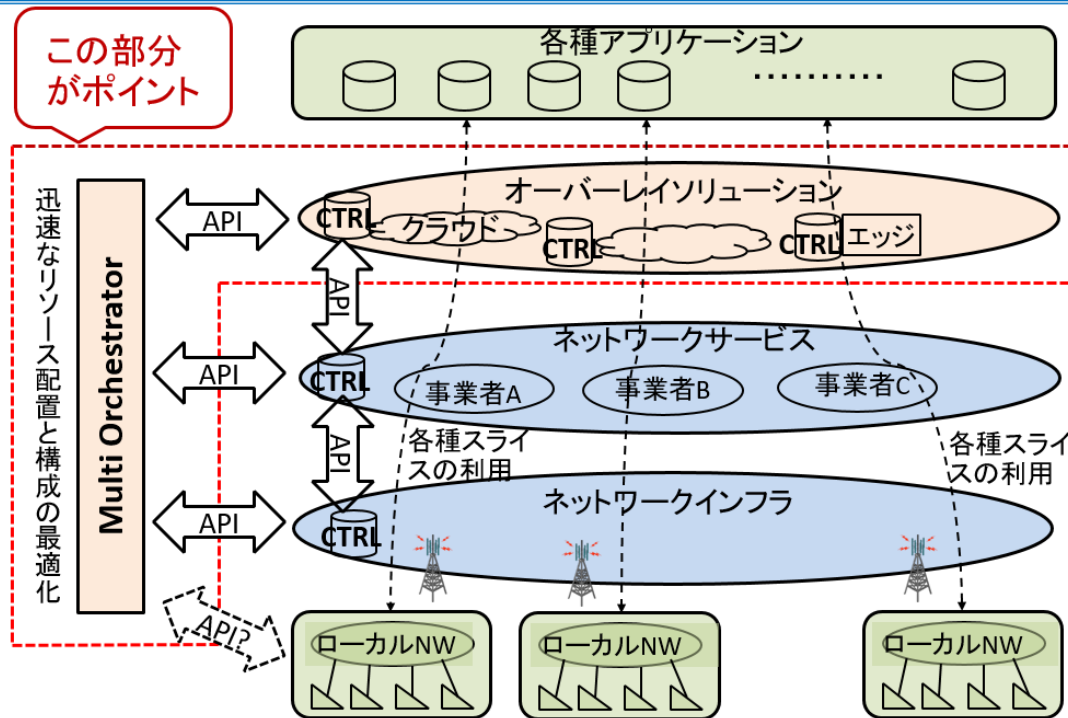 この部分
がポイント
各種アプリケーション
‥‥‥‥‥
迅速なリソース配置と構成の最適化
Multi Orchestrator
API
オーバーレイソリューション
CTRL
クラウド
CTRL
CTRL
エッジ
API
API
ネットワークサービス
CTRL
事業者A
事業者B
事業者C
API
各種スライ
スの利用
各種スライ
スの利用
API
ネットワークインフラ
CTRL
API?
ローカルNW
ローカルNW
ローカルNW